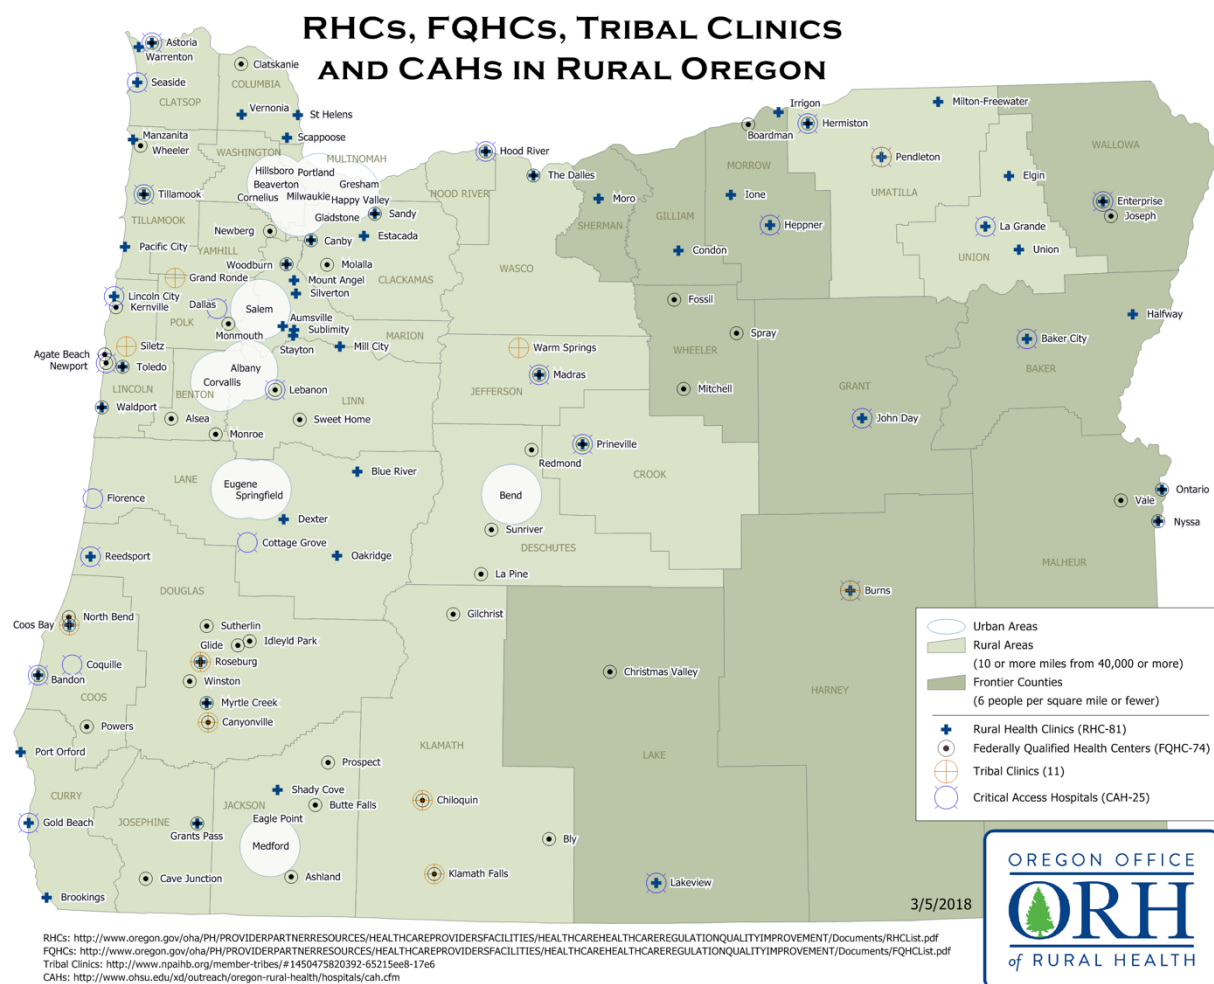 RHCs, FQHCs, Tribal Clinics
and CAHs in Rural Oregon
Astoria
Warrenton
Clatskanie
Seaside
COLUMBIA
CLATSOP
Vernonia
St Helens
Irrigon
Milton-Freewater
Manzanita
Scappoose
Hermiston
Boardman
Wheeler
WASHINGTON
MULTNOMAH
Hood River
Pendleton
MORROW
WALLOWA
Hillsboro
Portland
The Dalles
Elgin
Beaverton
Gresham
Tillamook
Cornelius
Milwaukie
Happy Valley
HOOD RIVER
Moro
Ione
UMATILLA
Enterprise
Gladstone
Sandy
GILLIAM
Joseph
TILLAMOOK
Newberg
Canby
Estacada
SHERMAN
Heppner
La Grande
Pacific City
YAMHILL
Condon
Union
Woodburn
Molalla
WASCO
UNION
Grand Ronde
Mount Angel
CLACKAMAS
Lincoln City
Silverton
Kernville
Dallas
Salem
Fossil
Halfway
POLK
Aumsville
Sublimity
MARION
Monmouth
Spray
Baker City
Siletz
Stayton
Mill City
Warm Springs
WHEELER
Agate Beach
Newport
Toledo
Albany
Madras
BAKER
Corvallis
LINCOLN
BENTON
Lebanon
JEFFERSON
Mitchell
GRANT
Waldport
LINN
Alsea
Sweet Home
John Day
Monroe
Prineville
Redmond
CROOK
LANE
Blue River
Eugene
Springfield
Bend
Ontario
Florence
Vale
Dexter
Nyssa
Sunriver
Cottage Grove
DESCHUTES
Reedsport
Oakridge
MALHEUR
La Pine
DOUGLAS
Burns
North Bend
Coos Bay
Gilchrist
Sutherlin
Glide
Idleyld Park
Coquille
Roseburg
Christmas Valley
Bandon
Winston
HARNEY
COOS
Myrtle Creek
Powers
Canyonville
Port Orford
KLAMATH
LAKE
Prospect
CURRY
Shady Cove
Chiloquin
JACKSON
Butte Falls
Gold Beach
JOSEPHINE
Eagle Point
Grants Pass
Bly
Medford
Cave Junction
Ashland
Klamath Falls
Lakeview
Brookings
Urban Areas
Rural Areas
(10 or more miles from 40,000 or more)
Frontier Counties
(6 people per square mile or fewer)
Rural Health Clinics (RHC-81)
Federally Qualified Health Centers (FQHC-74)
Tribal Clinics (11)
Critical Access Hospitals (CAH-25)
3/5/2018
OREGON OFFICE
ORH
of RURAL HEALTH
RHCs: http://www.oregon.gov/oha/PH/PROVIDERPARTNERRESOURCES/HEALTHCAREPROVIDERSFACILITIES/HEALTHCAREHEALTHCAREREGULATIONQUALITYIMPROVEMENT/Documents/RHCList.pdf
FQHCs: http://www.oregon.gov/oha/PH/PROVIDERPARTNERRESOURCES/HEALTHCAREPROVIDERSFACILITIES/HEALTHCAREHEALTHCAREREGULATIONQUALITYIMPROVEMENT/Documents/FQHCList.pdf
Tribal Clinics: http://www.npaihb.org/member-tribes/#1450475820392-65215ee8-17e6
CAHs: http://www.ohsu.edu/xd/outreach/oregon-rural-health/hospitals/cah.cfm